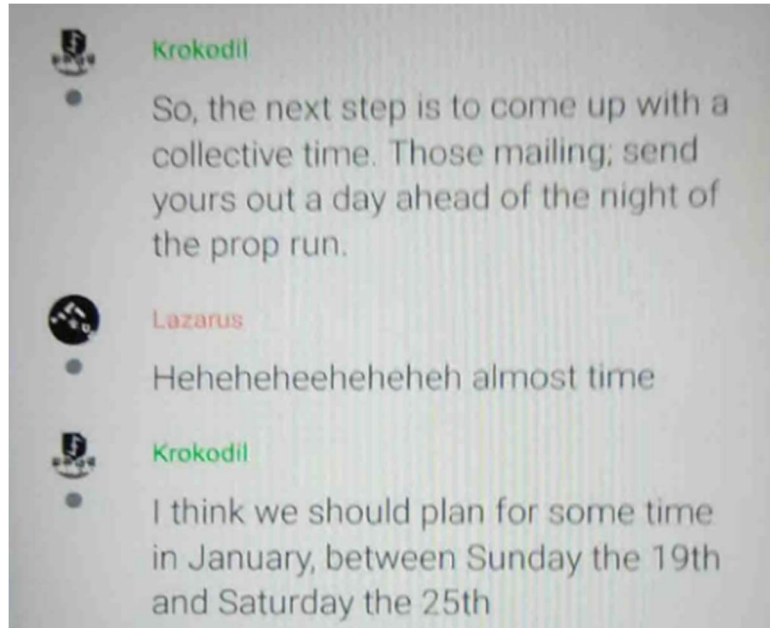 Krokodil
So, the next step is to come up with a
collective time. Those mailing; send
yours out a day ahead of the night of
the prop run.
Lazarus
Heheheheeheheheh almost time
Krokodil
I think we should plan for some time
in January, between Sunday the 19th
and Saturday the 25th